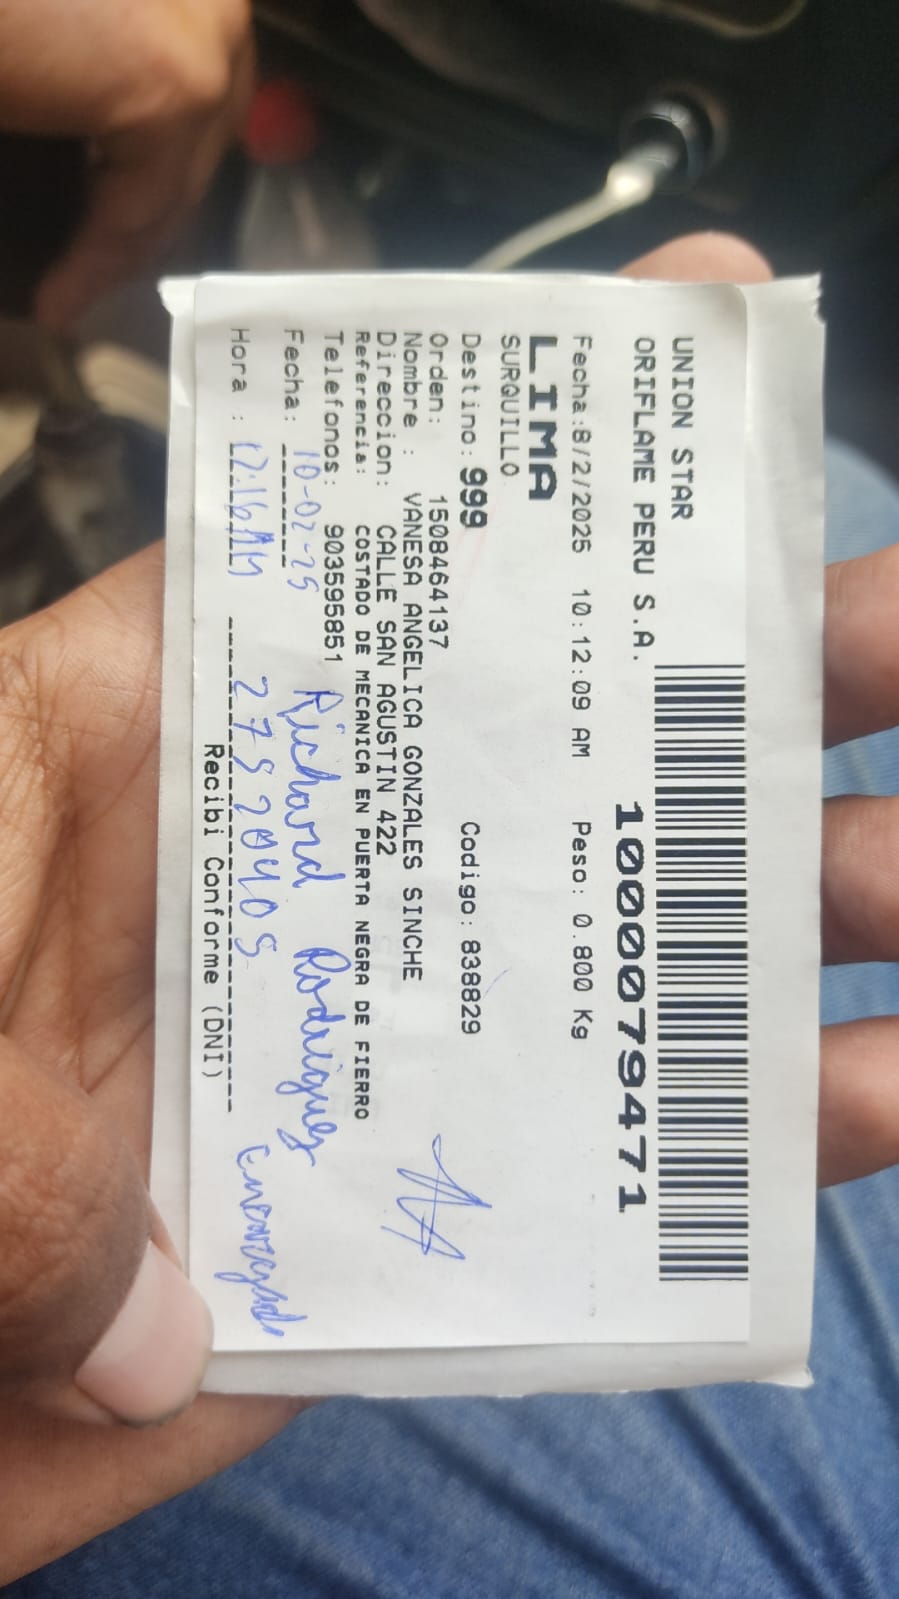 UNION STAR
ORIFLAME PERU S.A.
10000794471
Fecha:8/2/2025 10:12:09 AM Peso: 0.800 Kg
LIMA
SURQUILLO
Destino: 999 Codigo: 838829
Orden: 1508464137
Nombre : VANESA ANGELICA GONZALES SINCHE
Direccion: CALLE SAN AGUSTIN 422
Referencia: COSTADO DE MECANICA EN PUERTA NEGRA DE FIERRO
Telefonos: 903595851
Fecha: 10-02-25 Richard Rodriguez
Hora : 12:16 AM Encargado
Recibi Conforme (DNI)